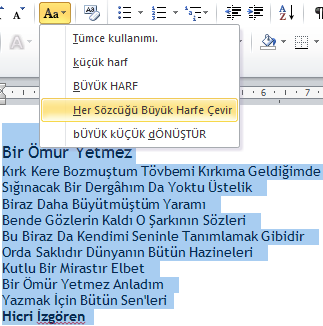 Aa
A
Tümce kullanımı.
küçük harf
BÜYÜK HARF
Her Sözcüğü Büyük Harfe Çevir
bÜYÜK kÜÇÜK dÖNÜŞTÜR
6 7
Bir Ömür Yetmez
Kırk Kere Bozmuştum Tövbemi Kırkıma Geldiğimde
Sığınacak Bir Dergâhım Da Yoktu Üstelik
Biraz Daha Büyütmüştüm Yaramı
Bende Gözlerin Kaldı O Şarkının Sözleri
Bu Biraz Da Kendimi Seninle Tanımlamak Gibidir
Orda Saklıdır Dünyanın Bütün Hazineleri
Kutlu Bir Mirastır Elbet
Bir Ömür Yetmez Anladım
Yazmak İçin Bütün Sen'leri
Hicri İzgören